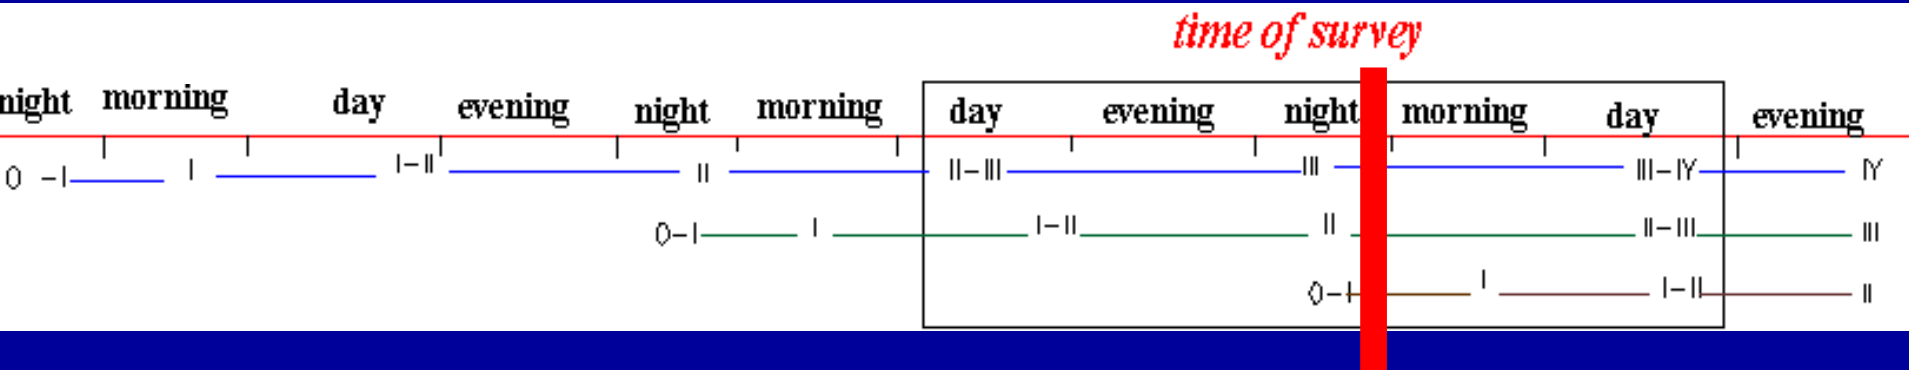 time of survey
night morning day evening night morning day evening night morning day evening
0 -I I I-II II II-III III III-IY IY
0-I I I-II II II-III III
0-I I I-II II